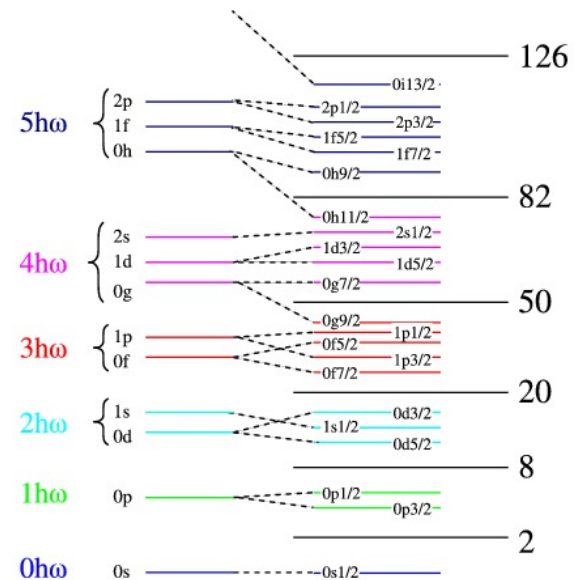 126
0i13/2
2p
2p1/2
5hω
1f
2p3/2
1f5/2
0h
1f7/2
0h9/2
82
0h11/2
2s
2s1/2
1d3/2
4hω
1d
1d5/2
0g
0g7/2
50
0g9/2
1p
1p1/2
3hω
0f5/2
0f
1p3/2
0f7/2
20
1s
0d3/2
2hω
1s1/2
0d
0d5/2
8
1hω
0p
0p1/2
0p3/2
2
0hω
0s
0s1/2